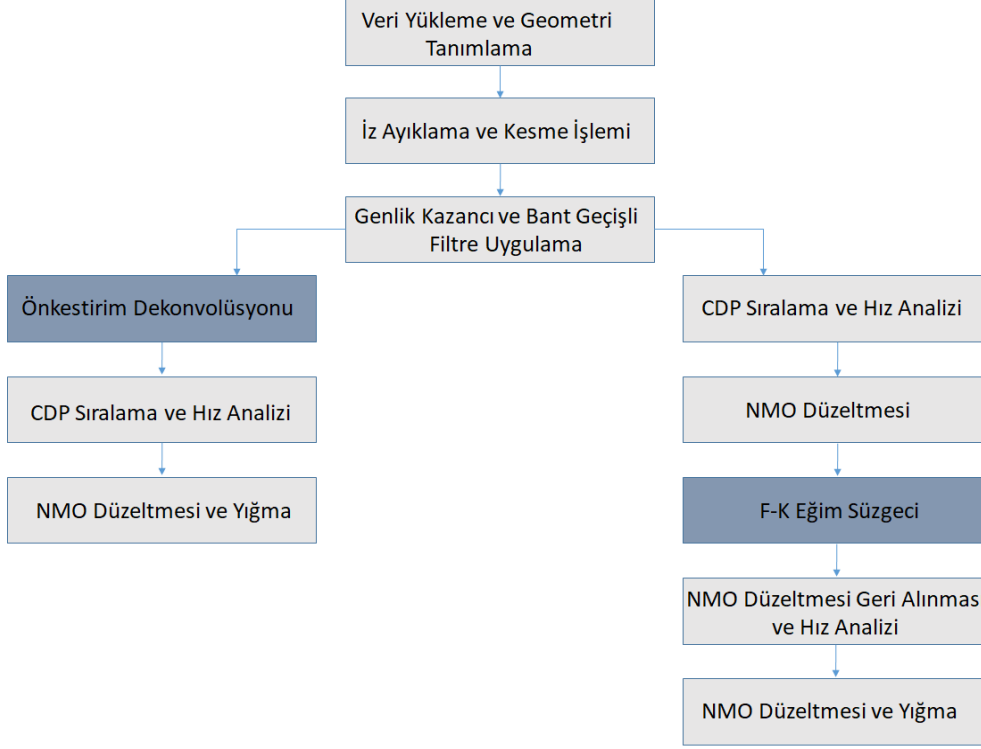 Veri Yükleme ve Geometri
Tanımlama
İz Ayıklama ve Kesme İşlemi
Genlik Kazancı ve Bant Geçişli
Filtre Uygulama
Önkestirim Dekonvolüsyonu
CDP Sıralama ve Hız Analizi
NMO Düzeltmesi ve Yığma
CDP Sıralama ve Hız Analizi
NMO Düzeltmesi
F-K Eğim Süzgeci
NMO Düzeltmesi Geri Alınmas
ve Hız Analizi
NMO Düzeltmesi ve Yığma